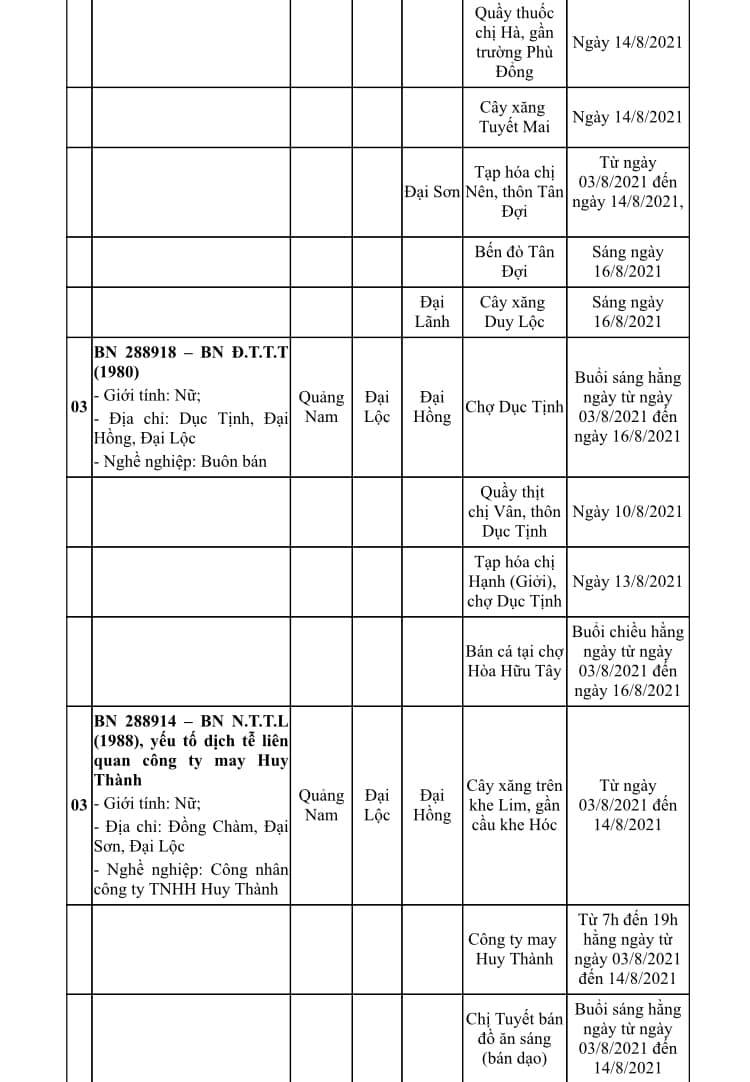 Quầy thuốc
chị Hà, gần
trường Phù
Đồng
Ngày 14/8/2021
Cây xăng
Tuyết Mai
Ngày 14/8/2021
Đại Sơn
Tạp hóa chị
Nên, thôn Tân
Đợi
Từ ngày
03/8/2021 đến
ngày 14/8/2021,
Bến đò Tân
Đợi
Sáng ngày
16/8/2021
Đại
Lãnh
Cây xăng
Duy Lộc
Sáng ngày
16/8/2021
03
BN 288918 – BN Đ.T.T.T
(1980)
- Giới tính: Nữ;
- Địa chỉ: Dục Tịnh, Đại
Hồng, Đại Lộc
- Nghề nghiệp: Buôn bán
Quảng
Nam
Đại
Lộc
Đại
Hồng
Chợ Dục Tịnh
Buổi sáng hằng
ngày từ ngày
03/8/2021 đến
ngày 16/8/2021
Quầy thịt
chị Vân, thôn
Dục Tịnh
Ngày 10/8/2021
Tạp hóa chị
Hạnh (Giởi),
chợ Dục Tịnh
Ngày 13/8/2021
Bán cá tại chợ
Hòa Hữu Tây
Buổi chiều hằng
ngày từ ngày
03/8/2021 đến
ngày 16/8/2021
03
BN 288914 – BN N.T.T.L
(1988), yếu tố dịch tễ liên
quan công ty may Huy
Thành
- Giới tính: Nữ;
- Địa chỉ: Đồng Chàm, Đại
Sơn, Đại Lộc
- Nghề nghiệp: Công nhân
công ty TNHH Huy Thành
Quảng
Nam
Đại
Lộc
Đại
Hồng
Cây xăng trên
khe Lim, gần
cầu khe Hóc
Từ ngày
03/8/2021 đến
14/8/2021
Công ty may
Huy Thành
Từ 7h đến 19h
hằng ngày từ
ngày 03/8/2021
đến 14/8/2021
Chị Tuyết bán
đồ ăn sáng
(bán dạo)
Buổi sáng hằng
ngày từ ngày
03/8/2021 đến
14/8/2021